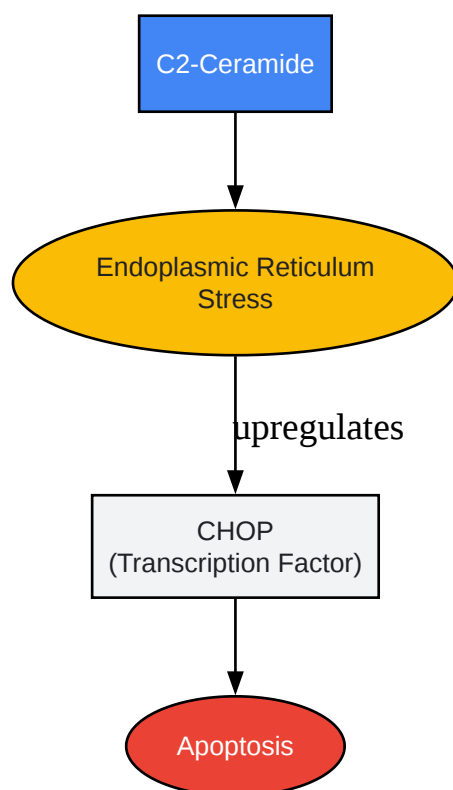 C2-Ceramide
Endoplasmic Reticulum
Stress
upregulates
CHOP
(Transcription Factor)
Apoptosis